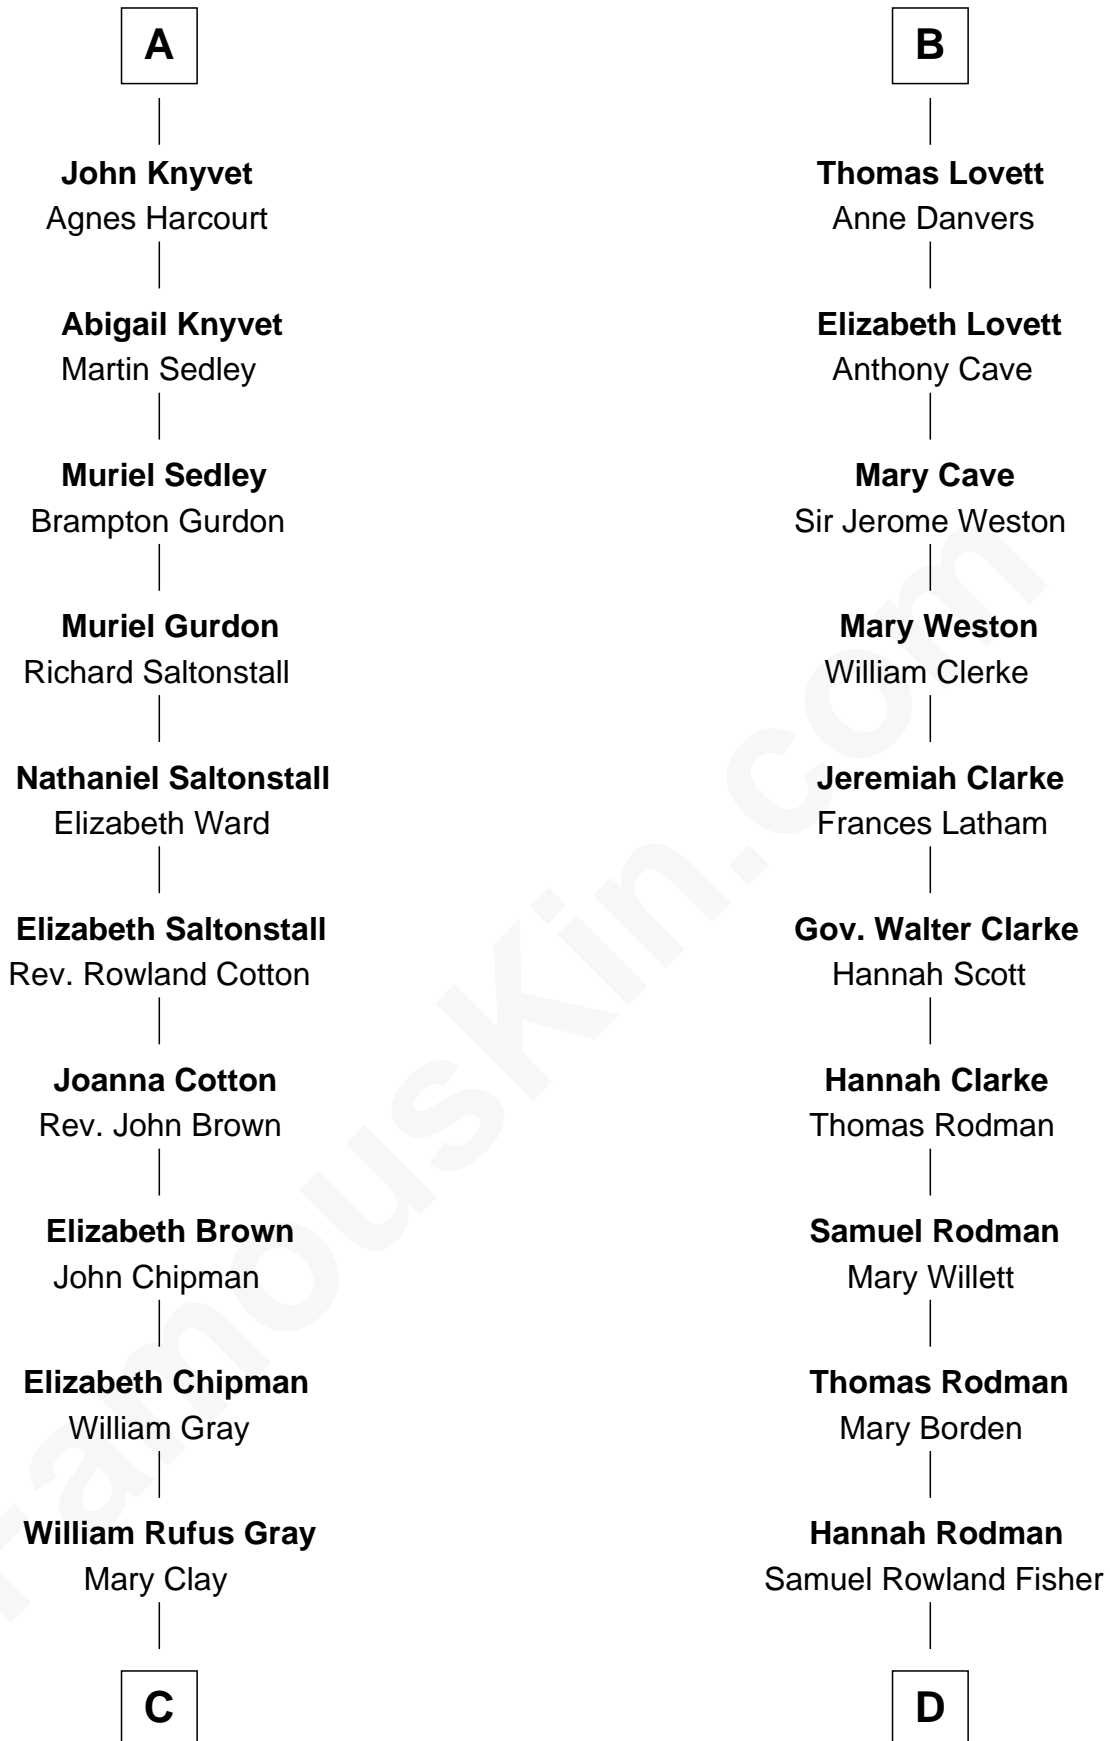 A
John Knyvet
Agnes Harcourt
Abigail Knyvet
Martin Sedley
Muriel Sedley
Brampton Gurdon
Muriel Gurdon
Richard Saltonstall
Nathaniel Saltonstall
Elizabeth Ward
Elizabeth Saltonstall
Rev. Rowland Cotton
Joanna Cotton
Rev. John Brown
Elizabeth Brown
John Chipman
Elizabeth Chipman
William Gray
William Rufus Gray
Mary Clay
C
B
Thomas Lovett
Anne Danvers
Elizabeth Lovett
Anthony Cave
Mary Cave
Sir Jerome Weston
Mary Weston
William Clerke
Jeremiah Clarke
Frances Latham
Gov. Walter Clarke
Hannah Scott
Hannah Clarke
Thomas Rodman
Samuel Rodman
Mary Willett
Thomas Rodman
Mary Borden
Hannah Rodman
Samuel Rowland Fisher
D
FamousKin.com